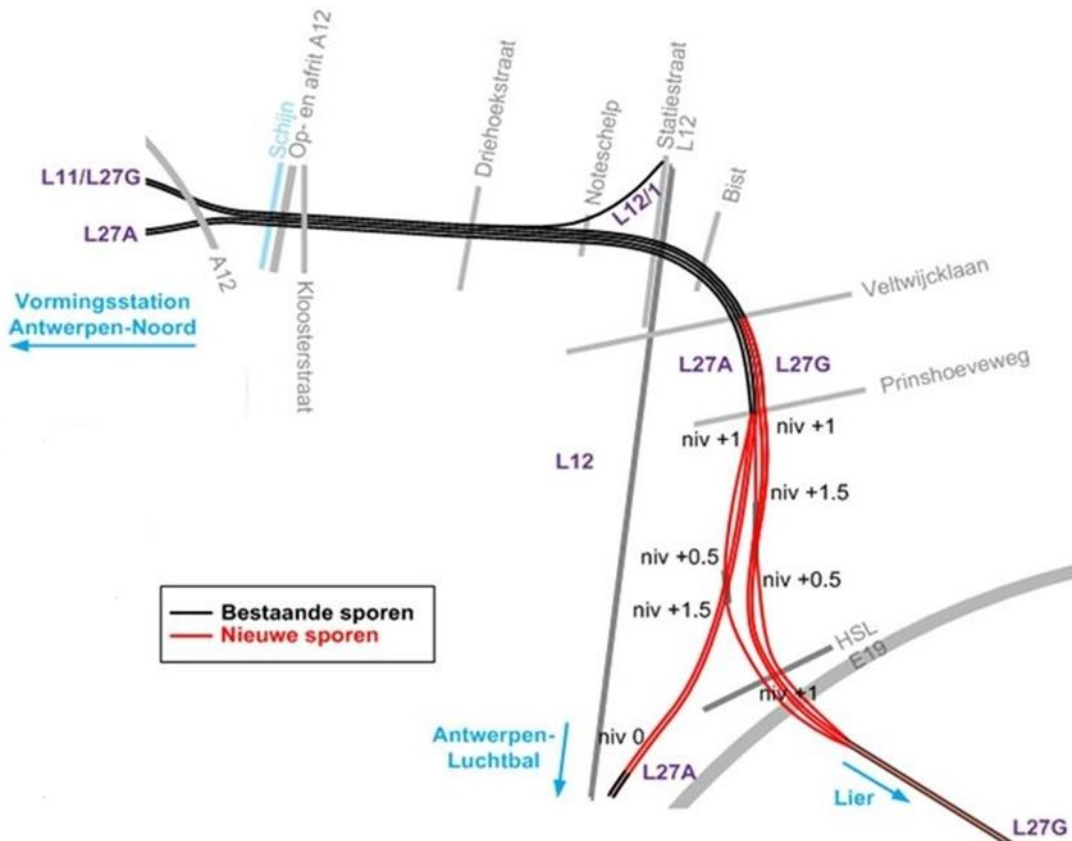 Schijn
Op- en afrit A12
Driehoekstraat
Noteschelp
Statiestraat
L12
L12/1
Bist
L11/L27G
L27A
A12
Kloosterstraat
Vormingsstation
Antwerpen-Noord
Veltwijcklaan
L27A
L27G
Prinshoeveweg
niv +1
niv +1
L12
niv +1.5
niv +0.5
niv +0.5
niv +1.5
Bestaande sporen
Nieuwe sporen
HSL
E19
niv +1
Antwerpen-
Luchtbal
niv 0
L27A
Lier
L27G